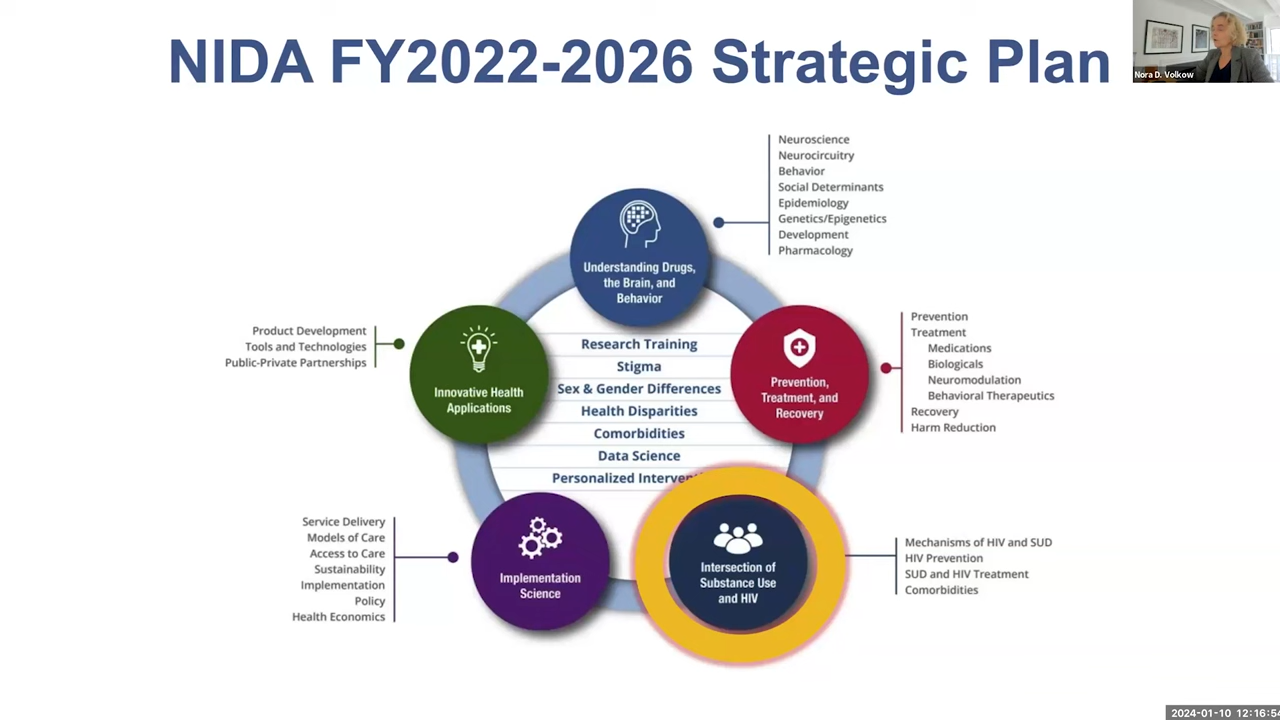 NIDA FY2022-2026 Strategic Plan
Nora D. Volkow
Neuroscience
Neurocircuitry
Behavior
Social Determinants
Epidemiology
Genetics/Epigenetics
Development
Pharmacology
Understanding Drugs,
the Brain, and
Behavior
Product Development
Tools and Technologies
Public-Private Partnerships
Innovative Health
Applications
Research Training
Stigma
Sex & Gender Differences
Health Disparities
Comorbidities
Data Science
Personalized
Prevention,
Treatment, and
Recovery
Prevention
Treatment
Medications
Biologicals
Neuromodulation
Behavioral Therapeutics
Recovery
Harm Reduction
Service Delivery
Models of Care
Access to Care
Sustainability
Implementation
Policy
Health Economics
Implementation
Science
Intersection of
Substance Use
and HIV
Mechanisms of HIV and SUD
HIV Prevention
SUD and HIV Treatment
Comorbidities
2024-01-10 12:16:54